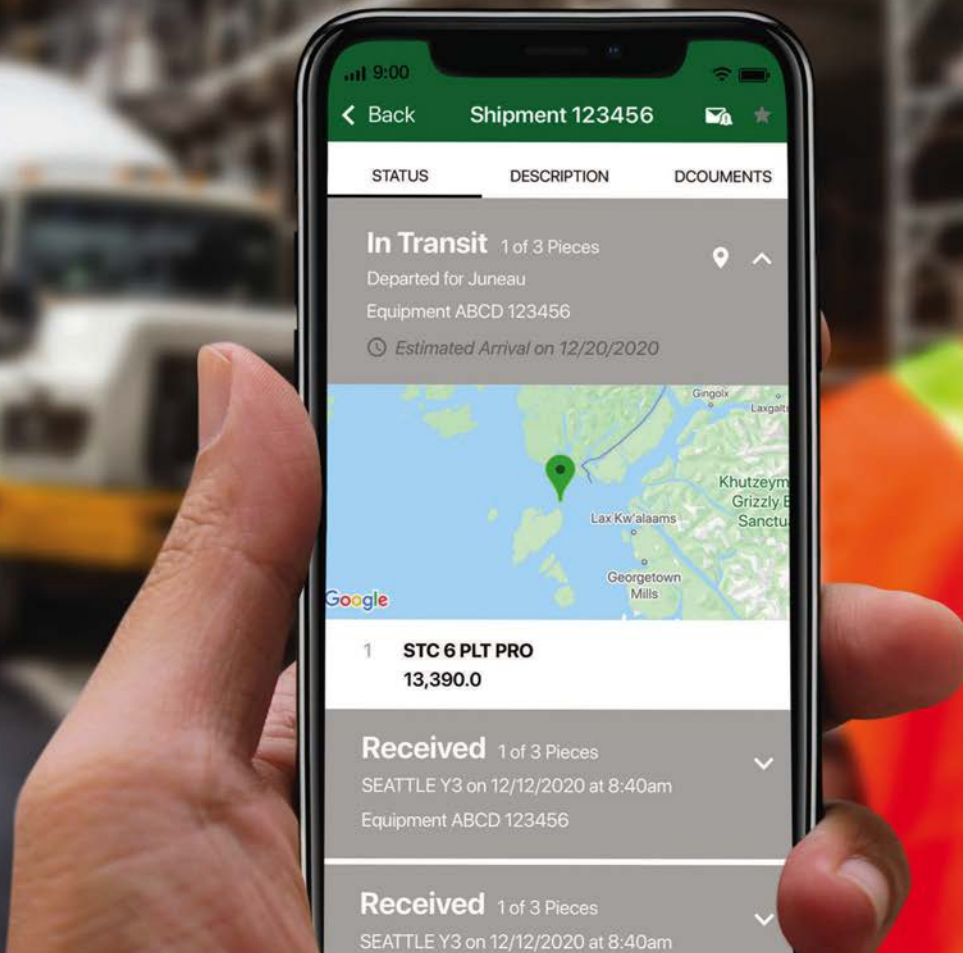 9:00
Back Shipment 123456
STATUS DESCRIPTION DCOUMENTS
In Transit 1 of 3 Pieces
Departed for Juneau
Equipment ABCD 123456
Estimated Arrival on 12/20/2020
Gingolx
Khutzeym
Grizzly
Lax Kw'alaams Sanctu
Georgetown
Mills
Google
1 STC 6 PLT PRO
13,390.0
Received 1 of 3 Pieces
SEATTLE Y3 on 12/12/2020 at 8:40am
Equipment ABCD 123456
Received 1 of 3 Pieces
SEATTLE Y3 on 12/12/2020 at 8:40am